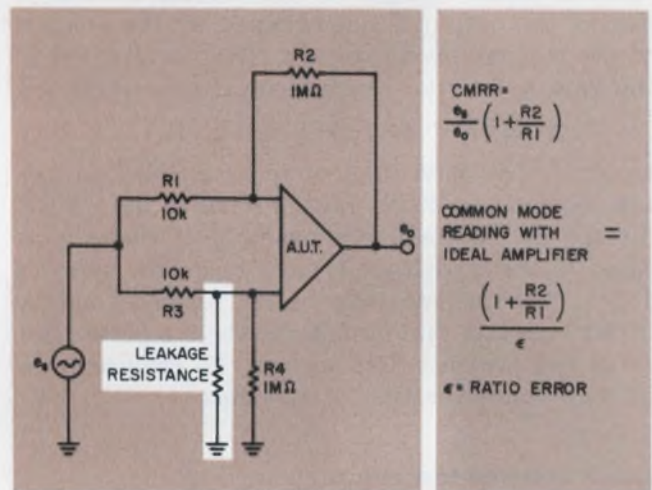 R2
1MΩ
R1
10k
A.U.T.
e₀
10k
R3
eₛ
LEAKAGE
RESISTANCE
R4
1MΩ
CMRR=
eₛ/e₀ (1+R2/R1)
COMMON MODE
READING WITH =
IDEAL AMPLIFIER
(1+R2/R1)
ϵ
ϵ= RATIO ERROR